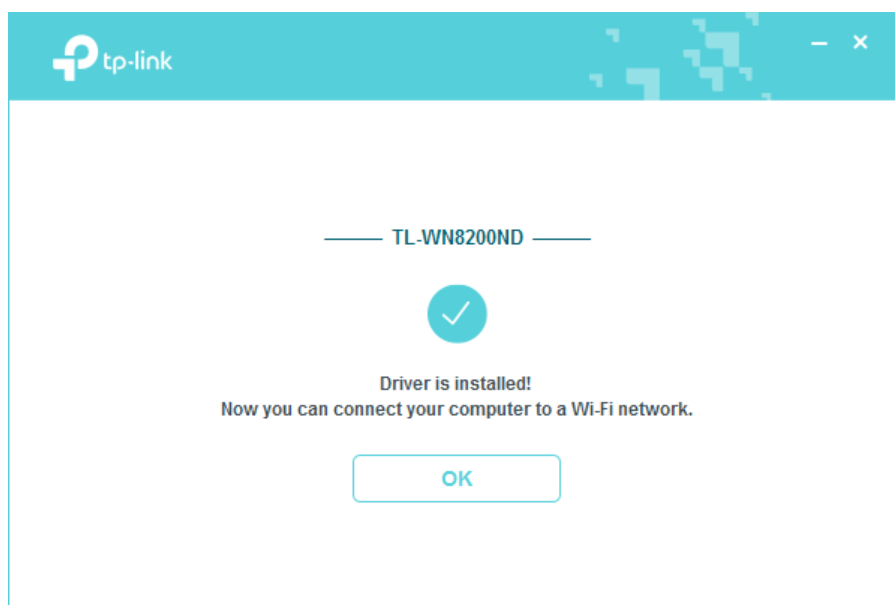 tp-link
TL-WN8200ND
Driver is installed!
Now you can connect your computer to a Wi-Fi network.
OK